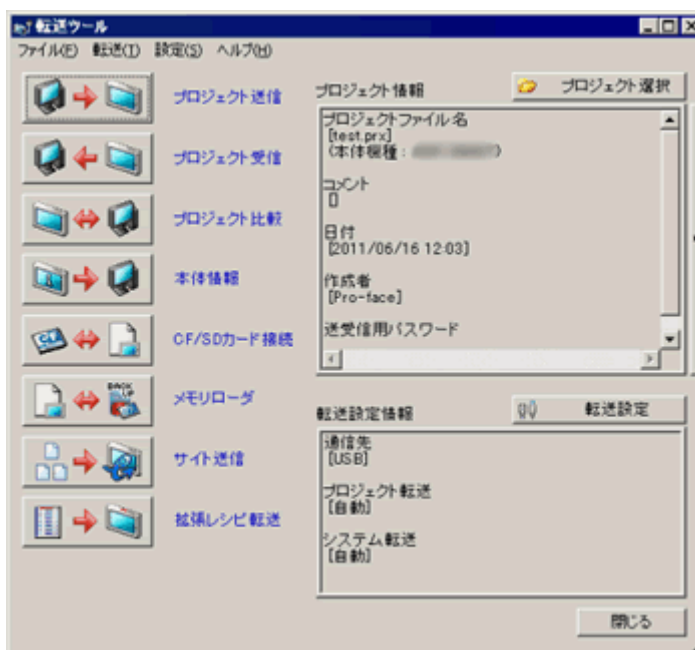 転送ツール
ファイル(F) 転送(T) 設定(S) ヘルプ(H)
プロジェクト送信
プロジェクト受信
プロジェクト比較
本体情報
CF/SDカード接続
メモリローダ
BACK UP
サイト送信
拡張レシピ転送
プロジェクト情報
プロジェクト選択
プロジェクトファイル名
[test.prx]
(本体機種:
)
コメント
[]
日付
[2011/06/16 12:03]
作成者
[Pro-face]
送受信用パスワード
転送設定情報
転送設定
通信先
[USB]
プロジェクト転送
[自動]
システム転送
[自動]
閉じる